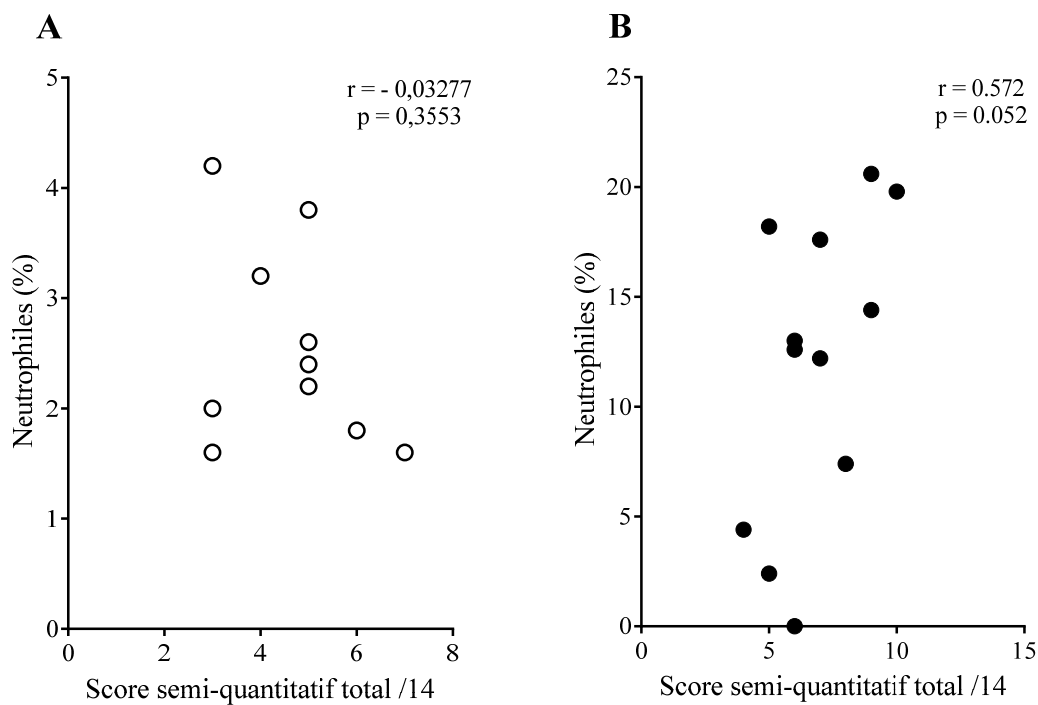 A
r = - 0,03277
p = 0,3553
Neutrophiles (%)
5
4
3
2
1
0
0 2 4 6 8
Score semi-quantitatif total /14
B
r = 0.572
p = 0.052
Neutrophiles (%)
25
20
15
10
5
0
0 5 10 15
Score semi-quantitatif total /14